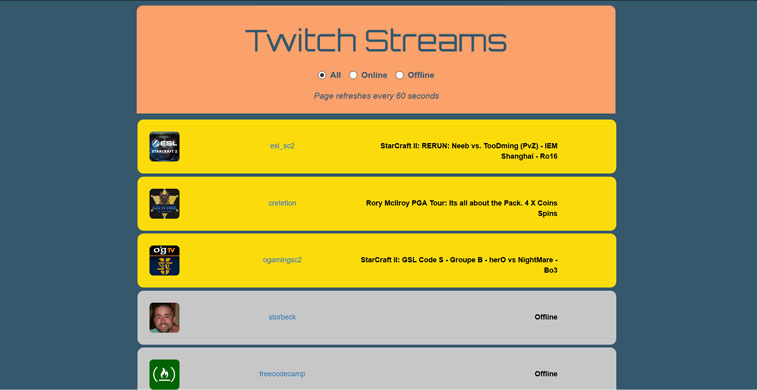 Twitch Streams
All Online Offline
Page refreshes every 60 seconds
ESL
STARCRAFT 2
esl_sc2
StarCraft II: RERUN: Neeb vs. TooDming (PvZ) - IEM
Shanghai - Ro16
cretetion
Rory McIlroy PGA Tour: Its all about the Pack. 4 X Coins
Spins
OG TV
ogamingsc2
StarCraft II: GSL Code S - Groupe B - herO vs NightMare -
Bo3
storbeck
Offline
freecodecamp
Offline